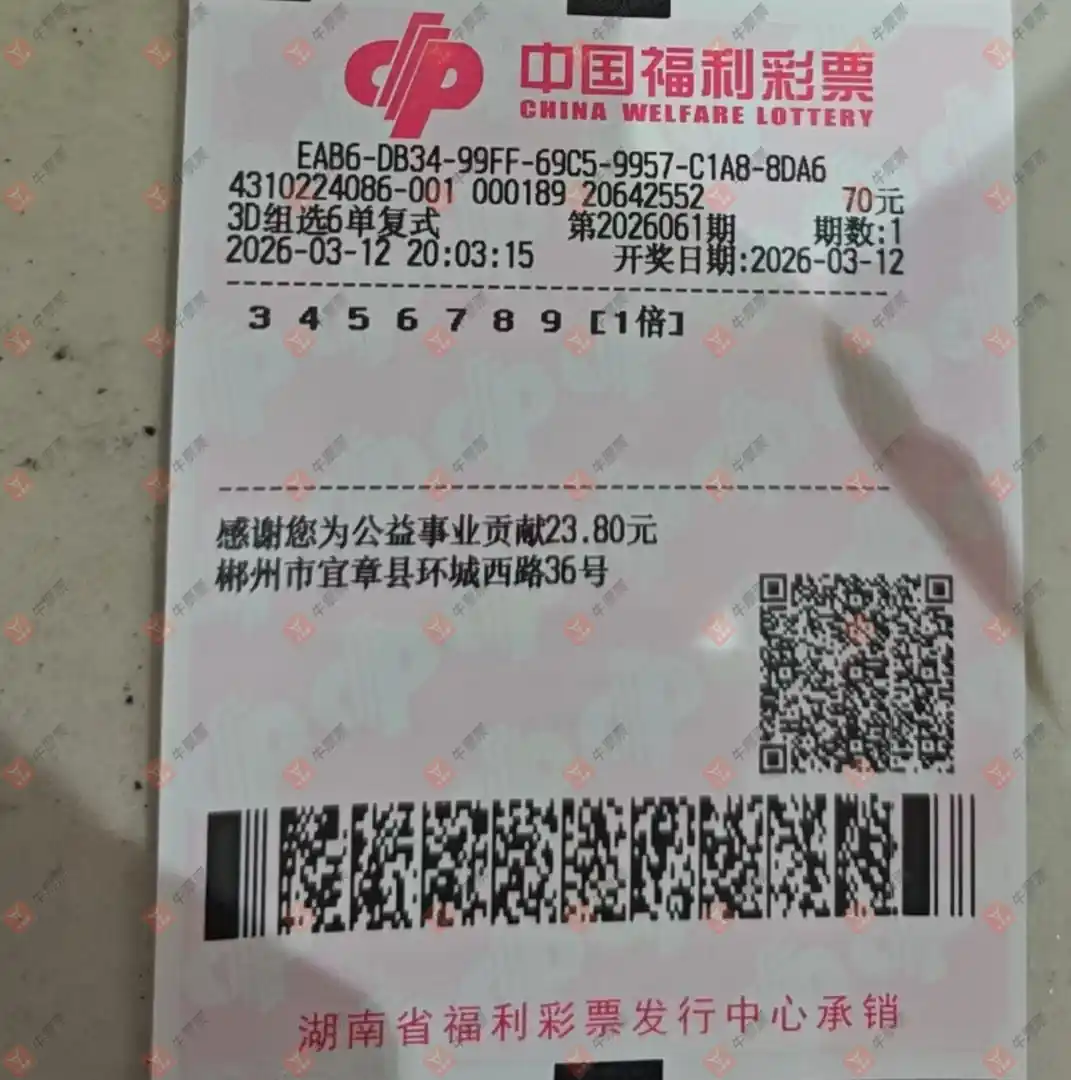 中国福利彩票
CHINA WELFARE LOTTERY
EAB6-DB34-99FF-69C5-9957-C1A8-8DA6
4310224086-001 000189 20642552 70元
3D组选6单复式 第2026061期 期数:1
2026-03-12 20:03:15 开奖日期:2026-03-12
3 4 5 6 7 8 9 [1倍]
感谢您为公益事业贡献23.80元
郴州市宜章县环城西路36号
湖南省福利彩票发行中心承销